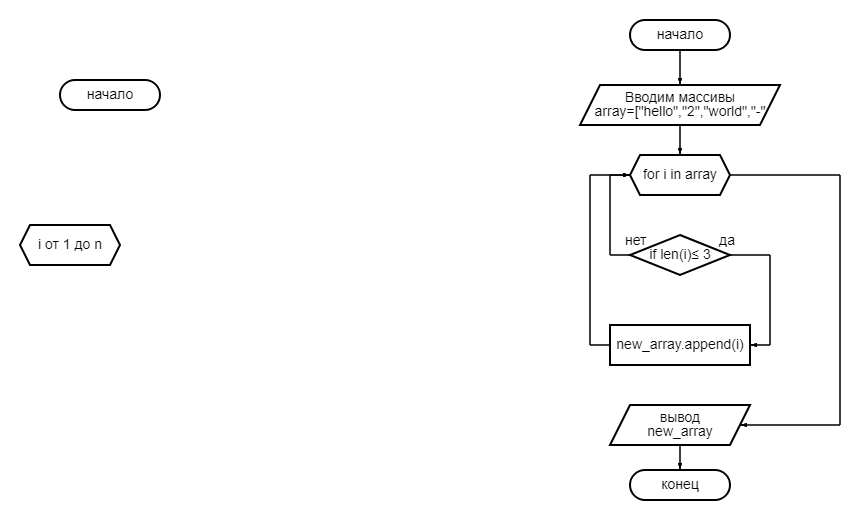 начало
Вводим массивы
array=["hello","2","world","-"
for i in array
нет
да
if len(i)≤ 3
new_array.append(i)
вывод
new_array
конец
начало
i от 1 до n